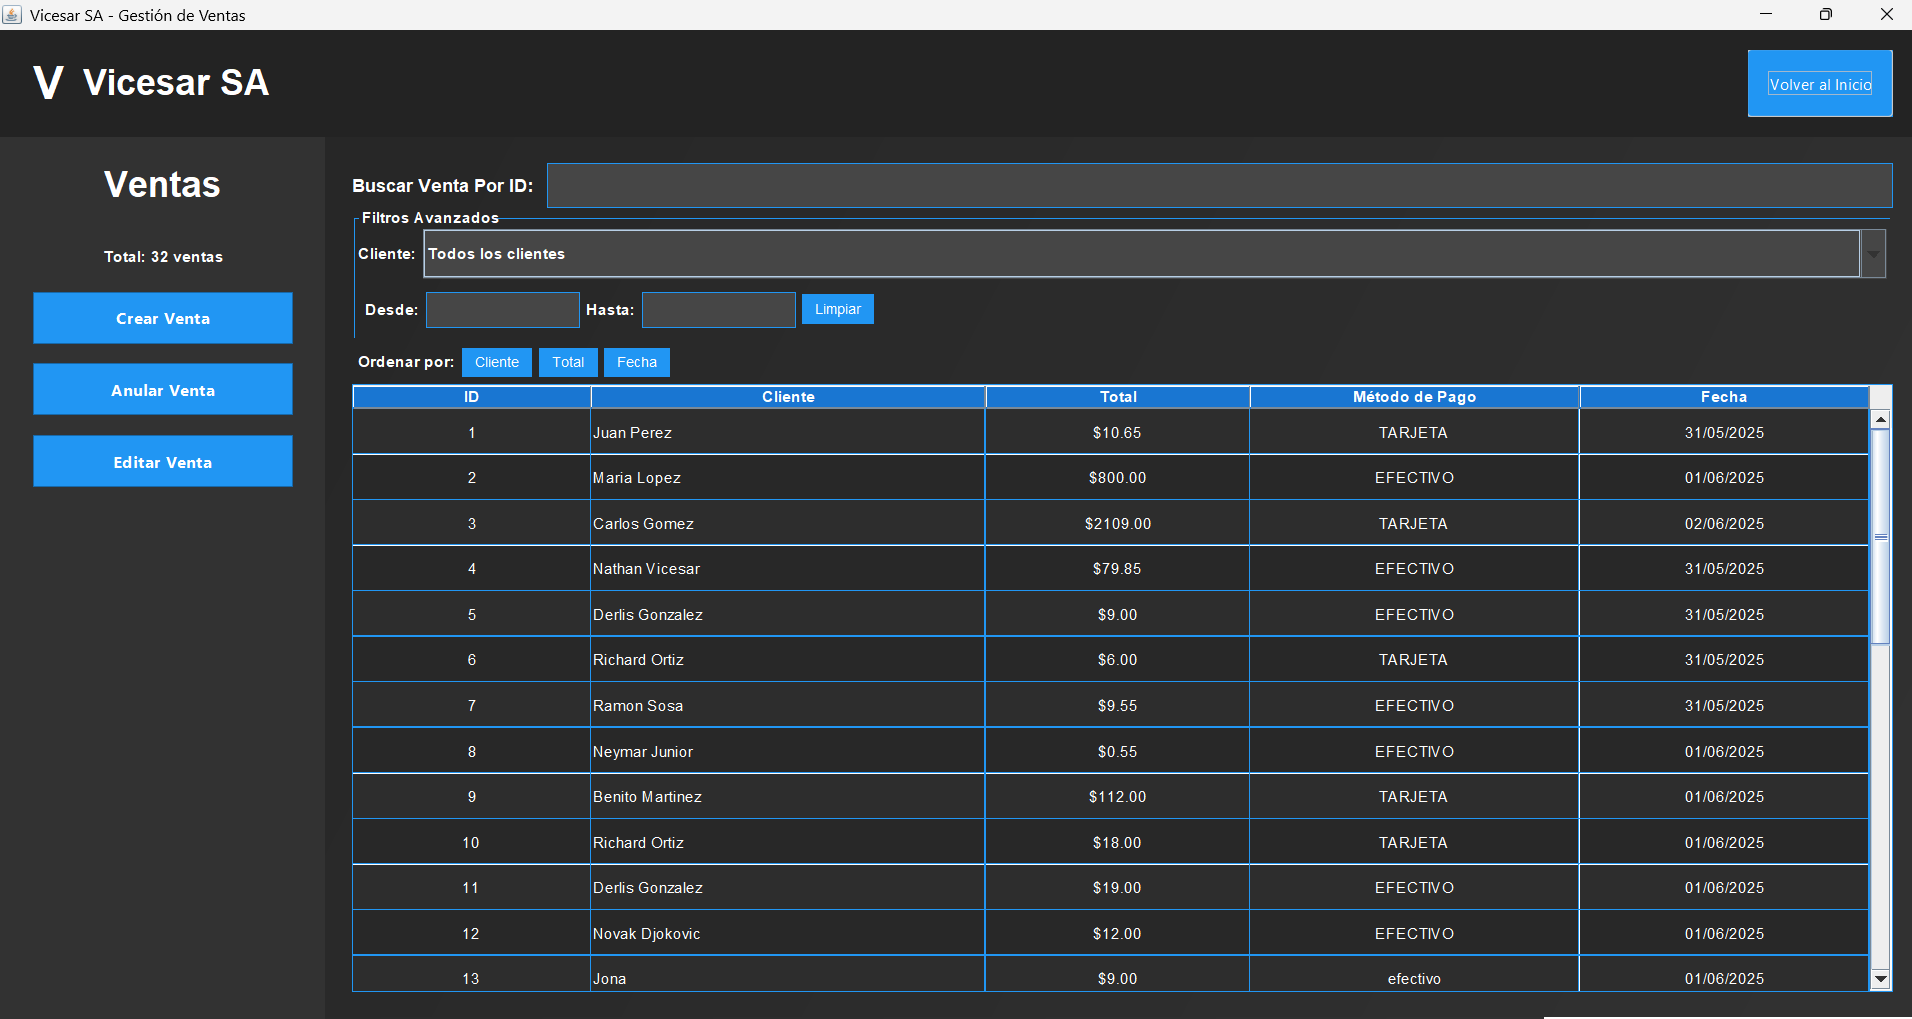 Vicesar SA - Gestión de Ventas
V Vicesar SA
Volver al Inicio
Ventas
Total: 32 ventas
Crear Venta
Anular Venta
Editar Venta
Buscar Venta Por ID:
Filtros Avanzados
Cliente: Todos los clientes
Desde: Hasta: Limpiar
Ordenar por: Cliente Total Fecha
ID Cliente Total Método de Pago Fecha
1 Juan Perez $10.65 TARJETA 31/05/2025
2 Maria Lopez $800.00 EFECTIVO 01/06/2025
3 Carlos Gomez $2109.00 TARJETA 02/06/2025
4 Nathan Vicesar $79.85 EFECTIVO 31/05/2025
5 Derlis Gonzalez $9.00 EFECTIVO 31/05/2025
6 Richard Ortiz $6.00 TARJETA 31/05/2025
7 Ramon Sosa $9.55 EFECTIVO 31/05/2025
8 Neymar Junior $0.55 EFECTIVO 01/06/2025
9 Benito Martinez $112.00 TARJETA 01/06/2025
10 Richard Ortiz $18.00 TARJETA 01/06/2025
11 Derlis Gonzalez $19.00 EFECTIVO 01/06/2025
12 Novak Djokovic $12.00 EFECTIVO 01/06/2025
13 Jona $9.00 efectivo 01/06/2025